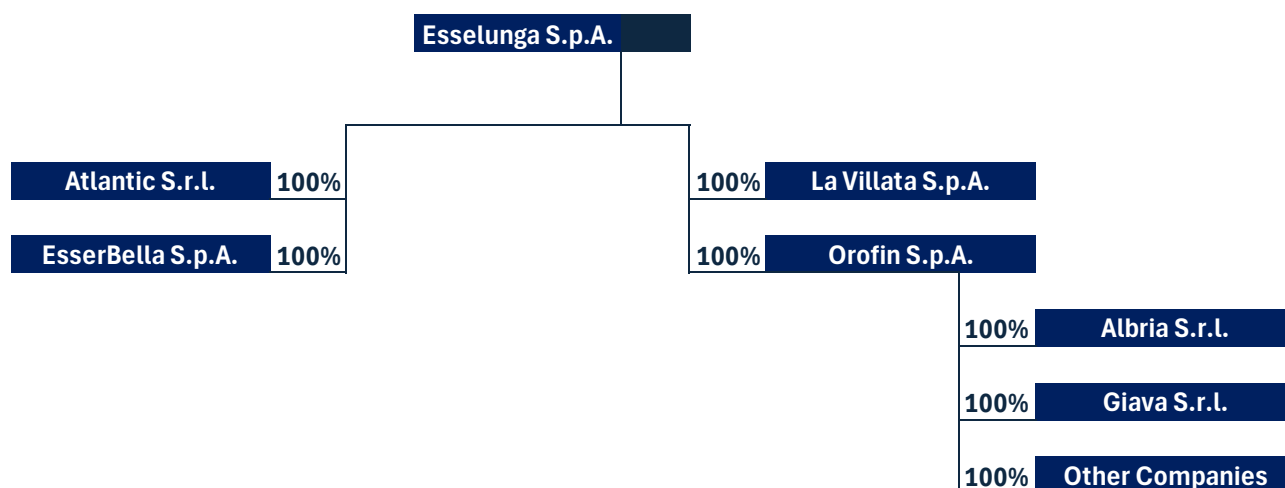 Esselunga S.p.A.
Atlantic S.r.l. 100% 100% La Villata S.p.A.
EsserBella S.p.A. 100% 100% Orofin S.p.A.
100% Albria S.r.l.
100% Giava S.r.l.
100% Other Companies